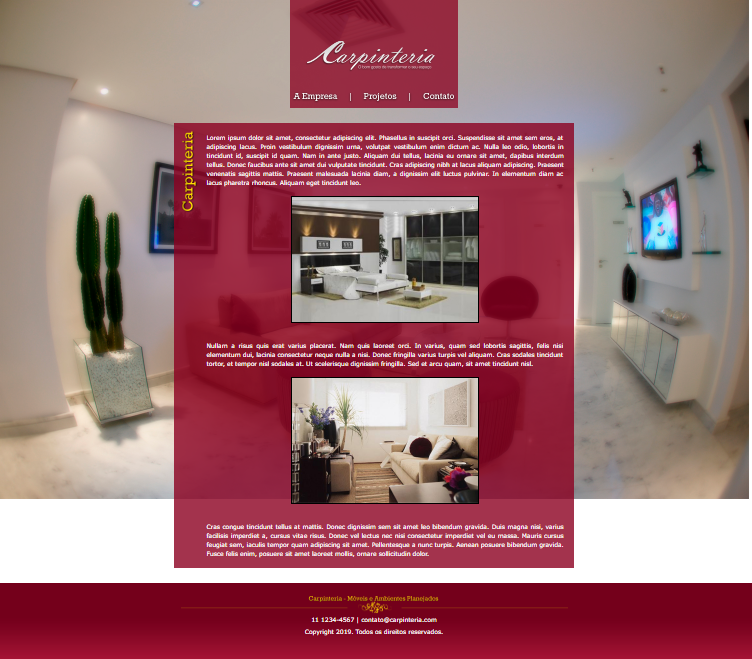 Carpinteria
O bom gosto de transformar o seu espaço
A Empresa | Projetos | Contato
Carpinteria
Lorem ipsum dolor sit amet, consectetur adipiscing elit. Phasellus in suscipit orci. Suspendisse sit amet sem eros, at
adipiscing lacus. Proin vestibulum dignissim urna, volutpat vestibulum enim dictum ac. Nulla leo odio, lobortis in
tincidunt id, suscipit id quam. Nam in ante justo. Aliquam dui tellus, lacinia eu ornare sit amet, dapibus interdum
tellus. Donec faucibus ante sit amet dui vulputate tincidunt. Cras adipiscing nibh at lacus aliquam adipiscing. Praesent
venenatis sagittis mattis. Praesent malesuada lacinia diam, a dignissim elit luctus pulvinar. In elementum diam ac
lacus pharetra rhoncus. Aliquam eget tincidunt leo.
Nullam a risus quis erat varius placerat. Nam quis laoreet orci. In varius, quam sed lobortis sagittis, felis nisi
elementum dui, lacinia consectetur neque nulla a nisi. Donec fringilla varius turpis vel aliquam. Cras sodales tincidunt
tortor, et tempor nisl sodales at. Ut scelerisque dignissim fringilla. Sed et arcu quam, sit amet tincidunt nisl.
Cras congue tincidunt tellus at mattis. Donec dignissim sem sit amet leo bibendum gravida. Duis magna nisi, varius
facilisis imperdiet a, cursus vitae risus. Donec vel lectus nec nisi consectetur imperdiet vel eu massa. Mauris cursus
feugiat sem, iaculis tempor quam adipiscing sit amet. Pellentesque a nunc turpis. Aenean posuere bibendum gravida.
Fusce felis enim, posuere sit amet laoreet mollis, ornare sollicitudin dolor.
Carpinteria - Móveis e Ambientes Planejados
11 1234-4567 | contato@carpinteria.com
Copyright 2019. Todos os direitos reservados.